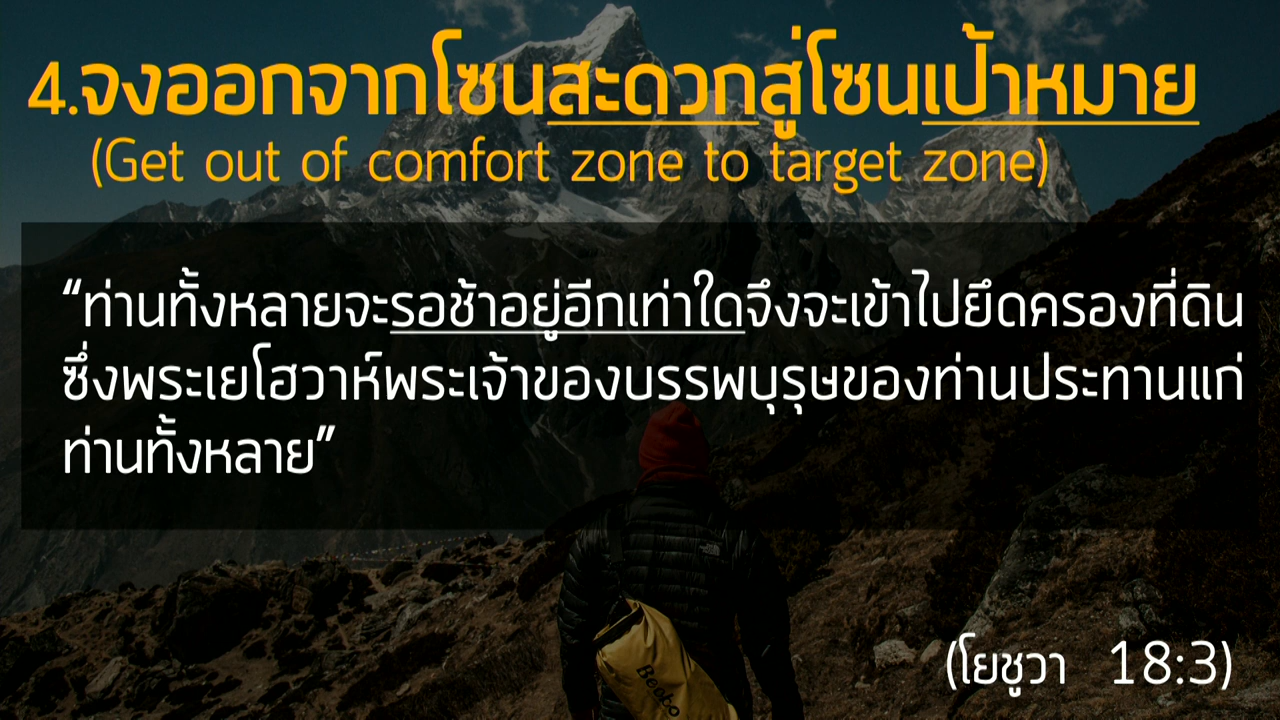 4.จงออกจากโซนสะดวกสู่โซนเป้าหมาย
(Get out of comfort zone to target zone)
“ท่านทั้งหลายจะรอช้าอยู่อีกเท่าใดจึงจะเข้าไปยึดครองที่ดิน
ซึ่งพระเยโฮวาห์พระเจ้าของบรรพบุรุษของท่านประทานแก่
ท่านทั้งหลาย”
(โยชูวา 18:3)